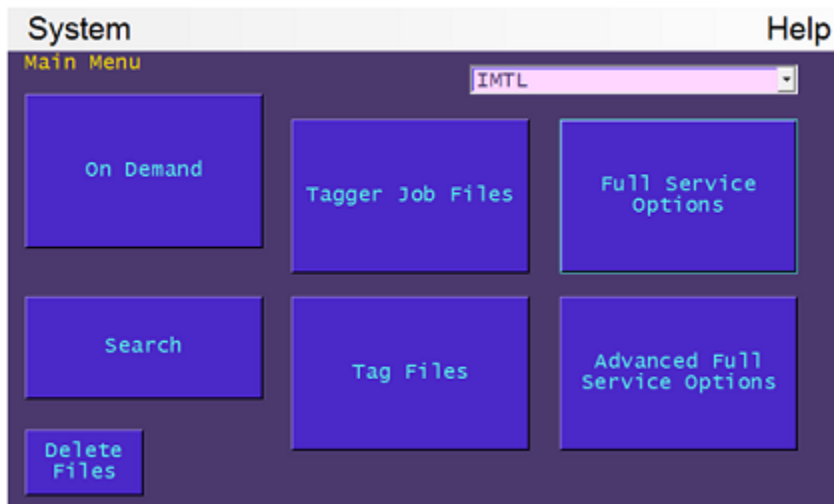 System Help
Main Menu
IMTL
On Demand
Tagger Job Files
Full Service
Options
Search
Tag Files
Advanced Full
Service Options
Delete
Files